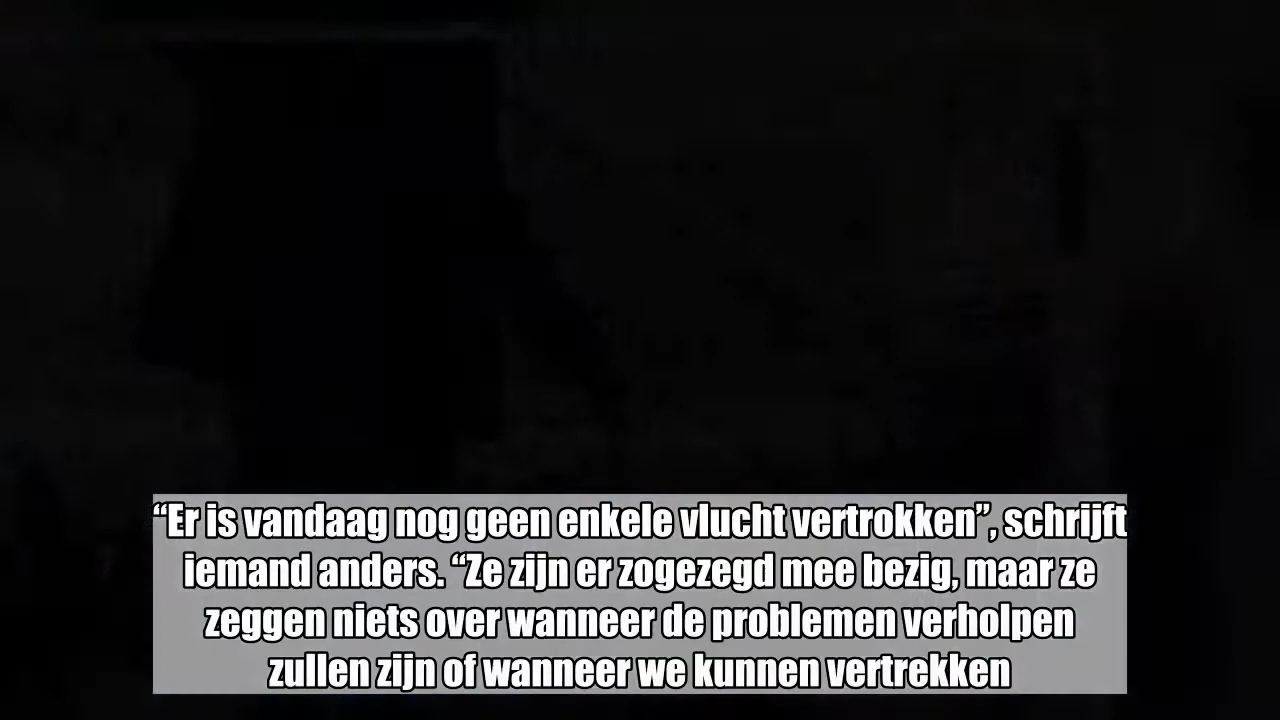 “Er is vandaag nog geen enkele vlucht vertrokken”, schrijft
iemand anders. “Ze zijn er zogezegd mee bezig, maar ze
zeggen niets over wanneer de problemen verholpen
zullen zijn of wanneer we kunnen vertrekken